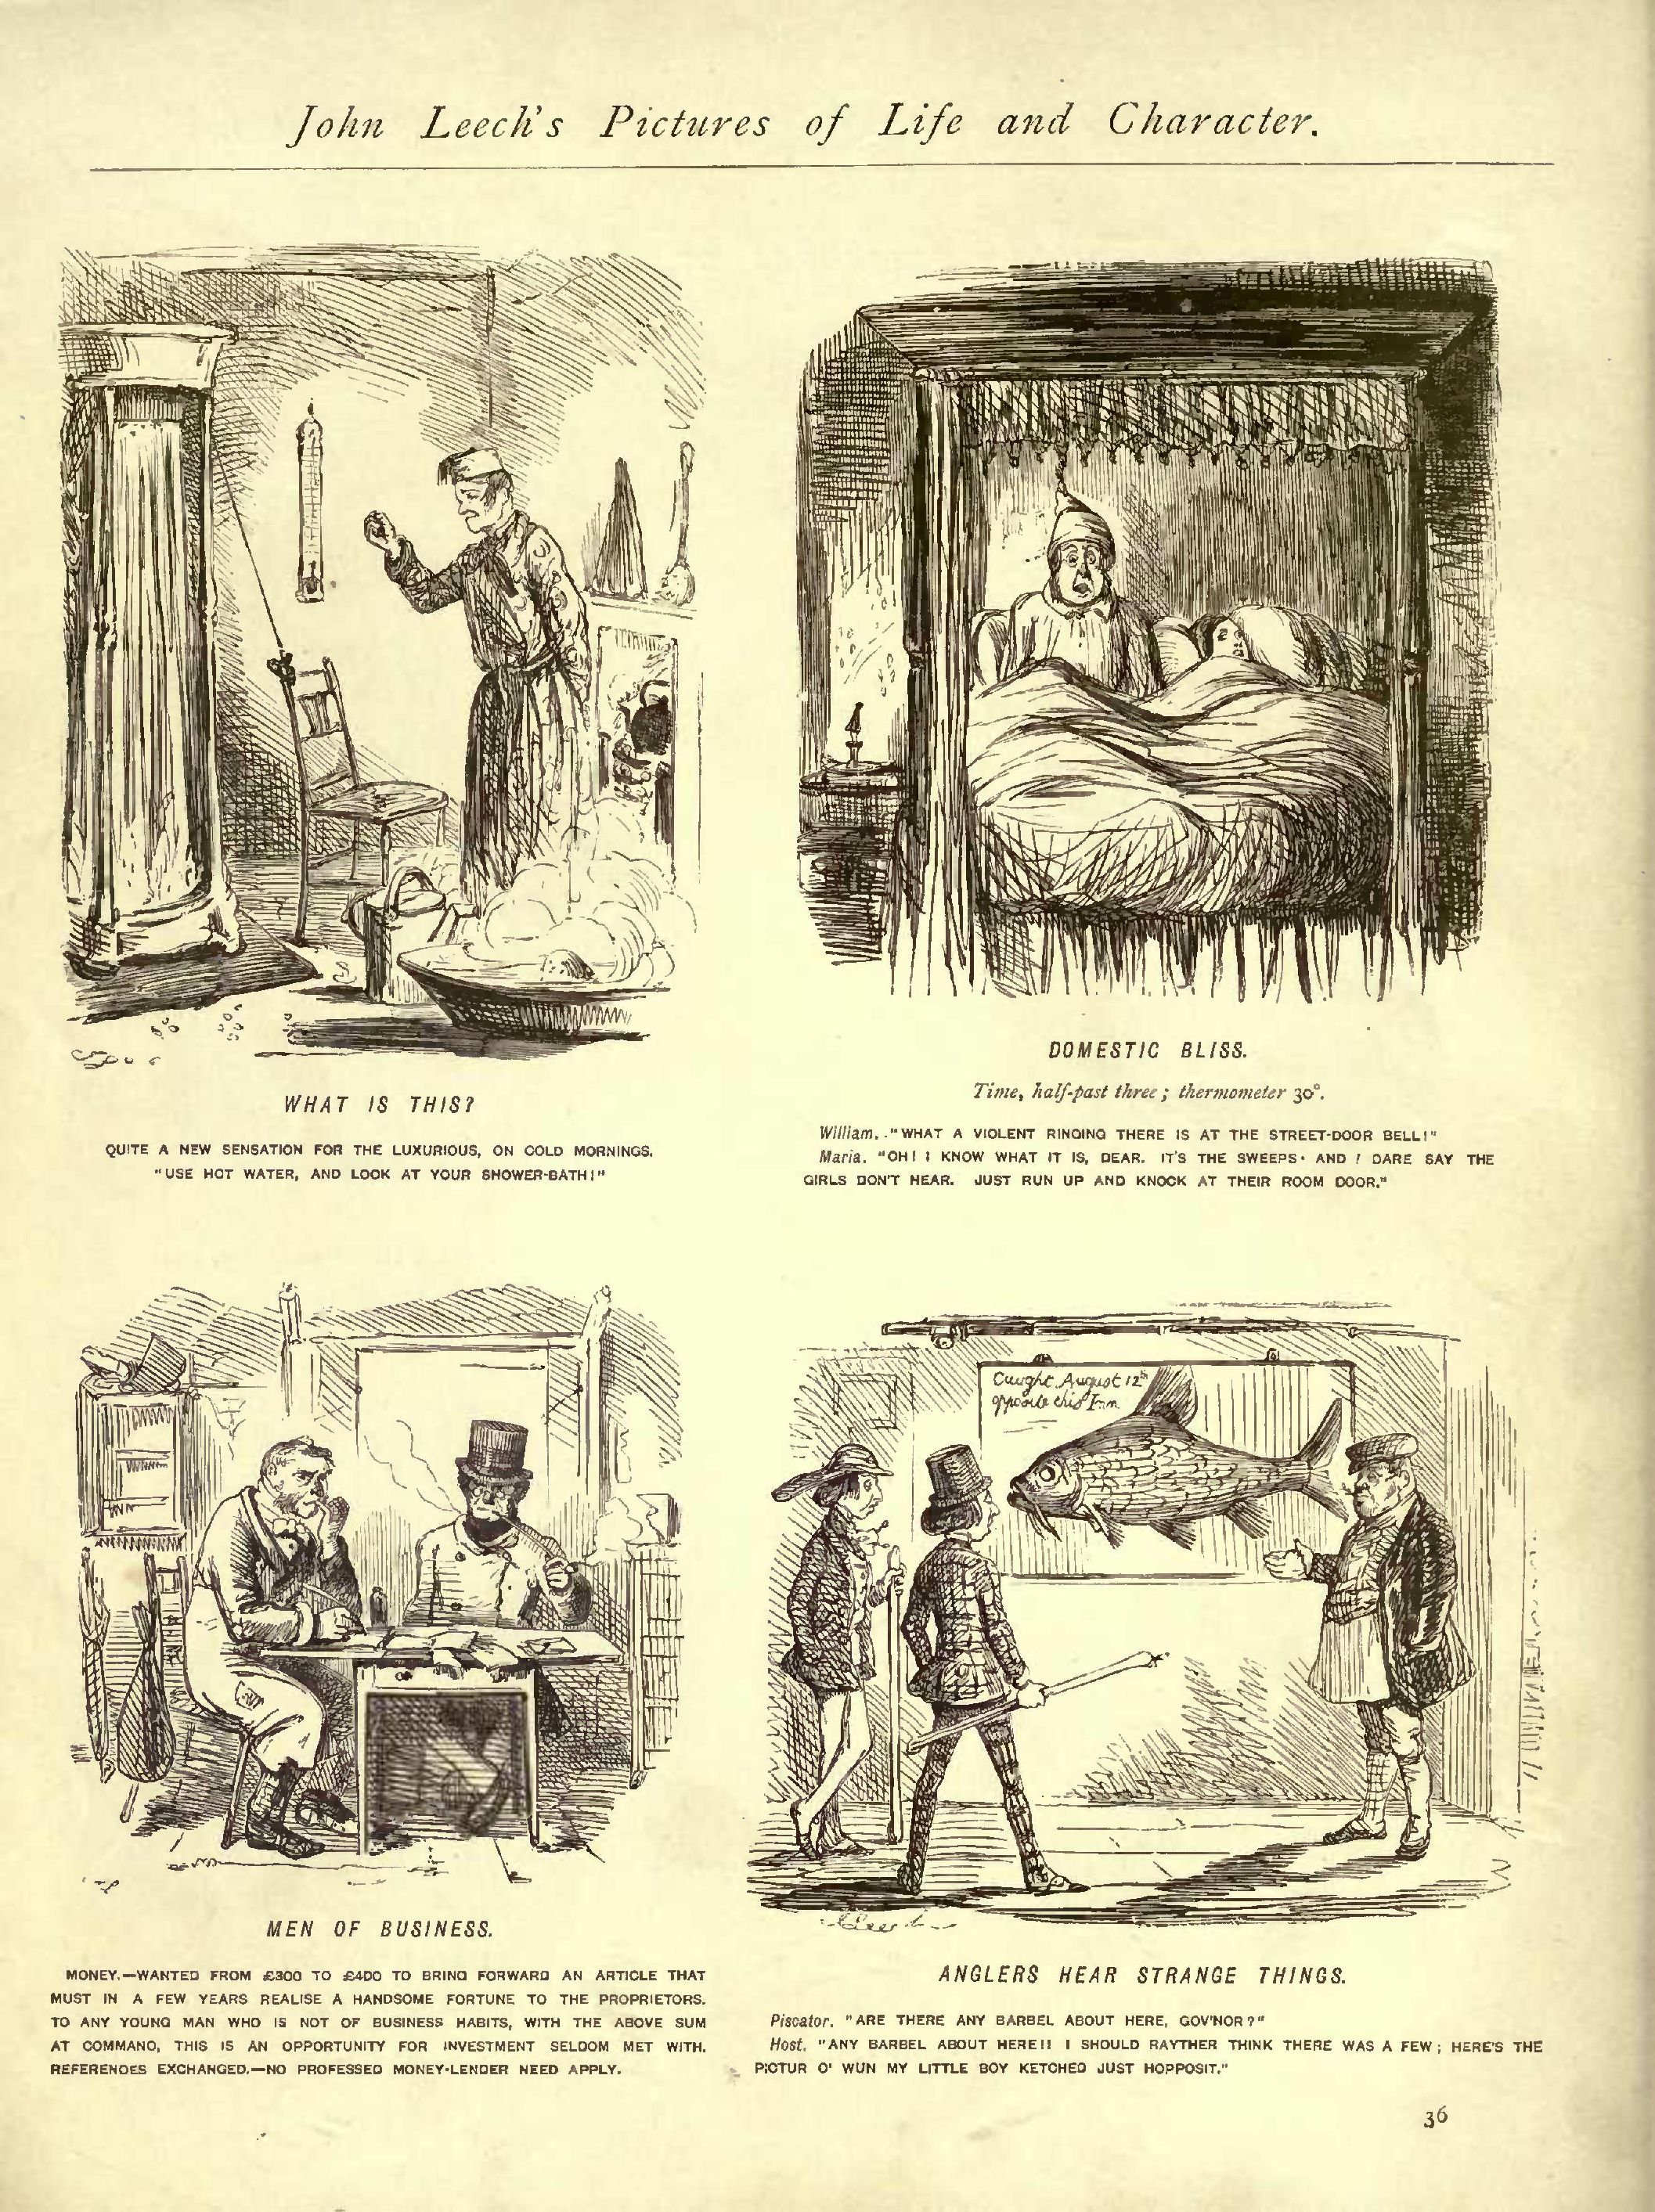 John Leech's Pictures of Life and Character.
WHAT IS THIS?
QUITE A NEW SENSATION FOR THE LUXURIOUS, ON COLD MORNINGS.
"USE HOT WATER, AND LOOK AT YOUR SHOWER-BATH!"
DOMESTIC BLISS.
Time, half-past three; thermometer 30°.
William. "WHAT A VIOLENT RINGING THERE IS AT THE STREET-DOOR BELL!"
Maria. "OH! I KNOW WHAT IT IS, DEAR. IT'S THE SWEEPS· AND I DARE SAY THE
GIRLS DON'T HEAR. JUST RUN UP AND KNOCK AT THEIR ROOM DOOR."
MEN OF BUSINESS.
MONEY.—WANTED FROM £300 TO £400 TO BRING FORWARD AN ARTICLE THAT
MUST IN A FEW YEARS REALISE A HANDSOME FORTUNE TO THE PROPRIETORS.
TO ANY YOUNG MAN WHO IS NOT OF BUSINESS HABITS, WITH THE ABOVE SUM
AT COMMAND, THIS IS AN OPPORTUNITY FOR INVESTMENT SELDOM MET WITH.
REFERENCES EXCHANGED.—NO PROFESSED MONEY-LENDER NEED APPLY.
Caught August 12th
opposite this Inn
ANGLERS HEAR STRANGE THINGS.
Piscator. "ARE THERE ANY BARBEL ABOUT HERE, GOV'NOR?"
Host. "ANY BARBEL ABOUT HERE!! I SHOULD RAYTHER THINK THERE WAS A FEW; HERE'S THE
PICTUR O' WUN MY LITTLE BOY KETCHED JUST HOPPOSIT."
36